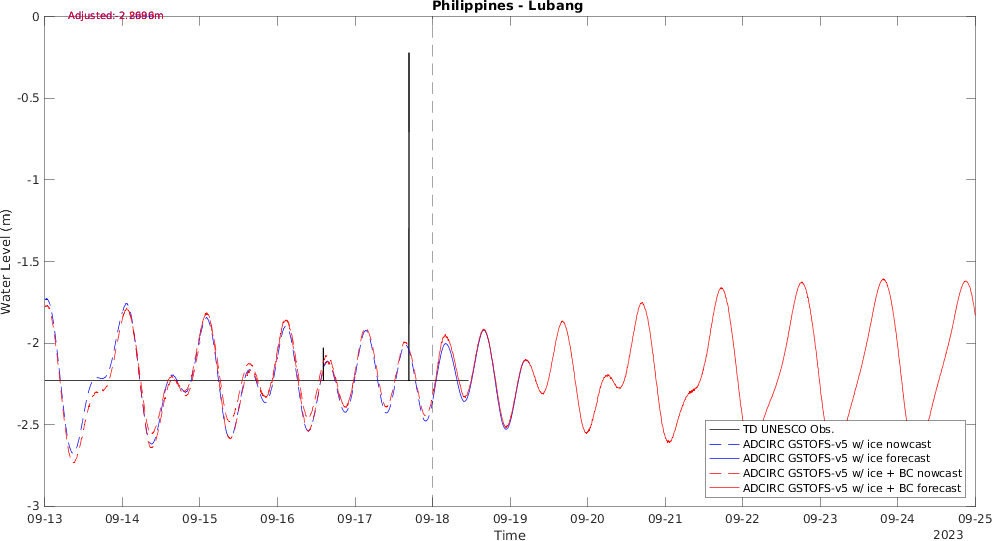 Philippines - Lubang
Adjusted:
0
-0.5
-1
-1.5
-2
-2.5
-3
Water Level (m)
09-13 09-14 09-15 09-16 09-17 09-18 09-19 09-20 09-21 09-22 09-23 09-24 09-25
Time
2023
TD UNESCO Obs.
ADCIRC GSTOFS-v5 w/ ice nowcast
ADCIRC GSTOFS-v5 w/ ice forecast
ADCIRC GSTOFS-v5 w/ ice + BC nowcast
ADCIRC GSTOFS-v5 w/ ice + BC forecast